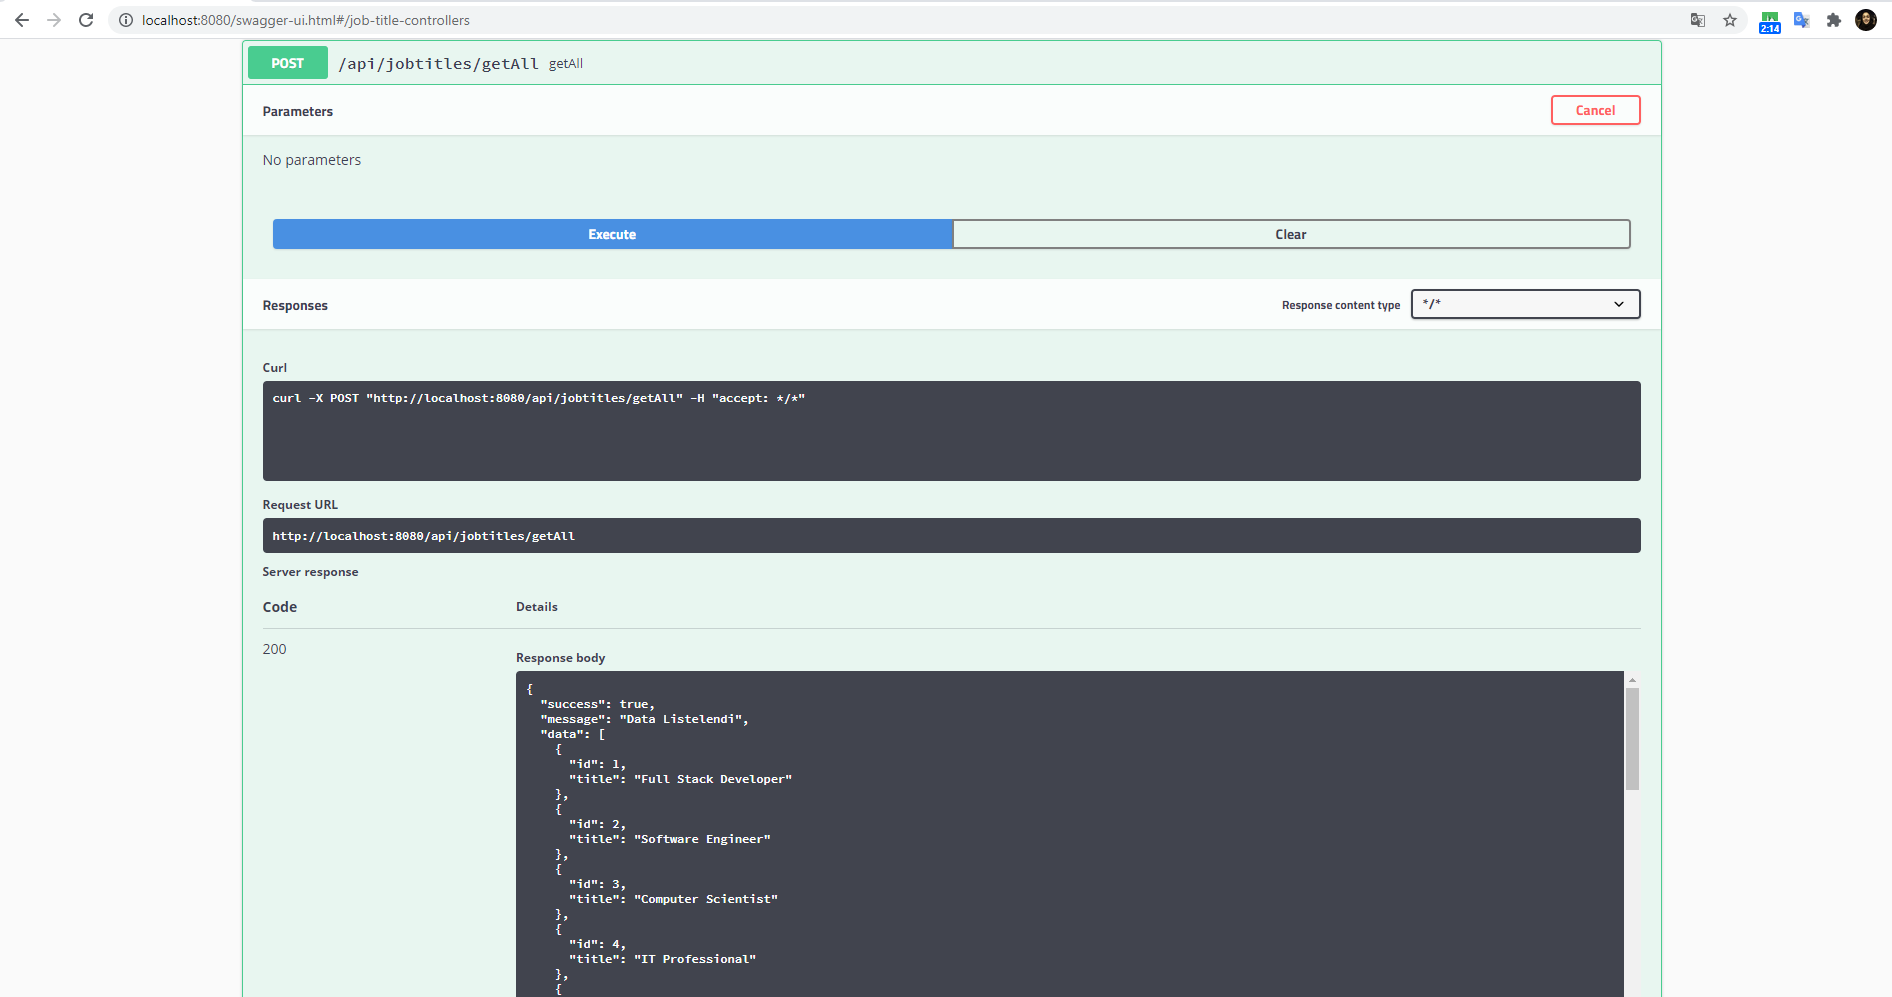 localhost:8080/swagger-ui.html#/job-title-controllers
2:14
POST /api/jobtitles/getAll getAll
Parameters
Cancel
No parameters
Execute
Clear
Responses
Response content type
*/*
Curl
curl -X POST "http://localhost:8080/api/jobtitles/getAll" -H "accept: */*"
Request URL
http://localhost:8080/api/jobtitles/getAll
Server response
Code
Details
200
Response body
{
"success": true,
"message": "Data Listelendi",
"data": [
{
"id": 1,
"title": "Full Stack Developer"
},
{
"id": 2,
"title": "Software Engineer"
},
{
"id": 3,
"title": "Computer Scientist"
},
{
"id": 4,
"title": "IT Professional"
},
{